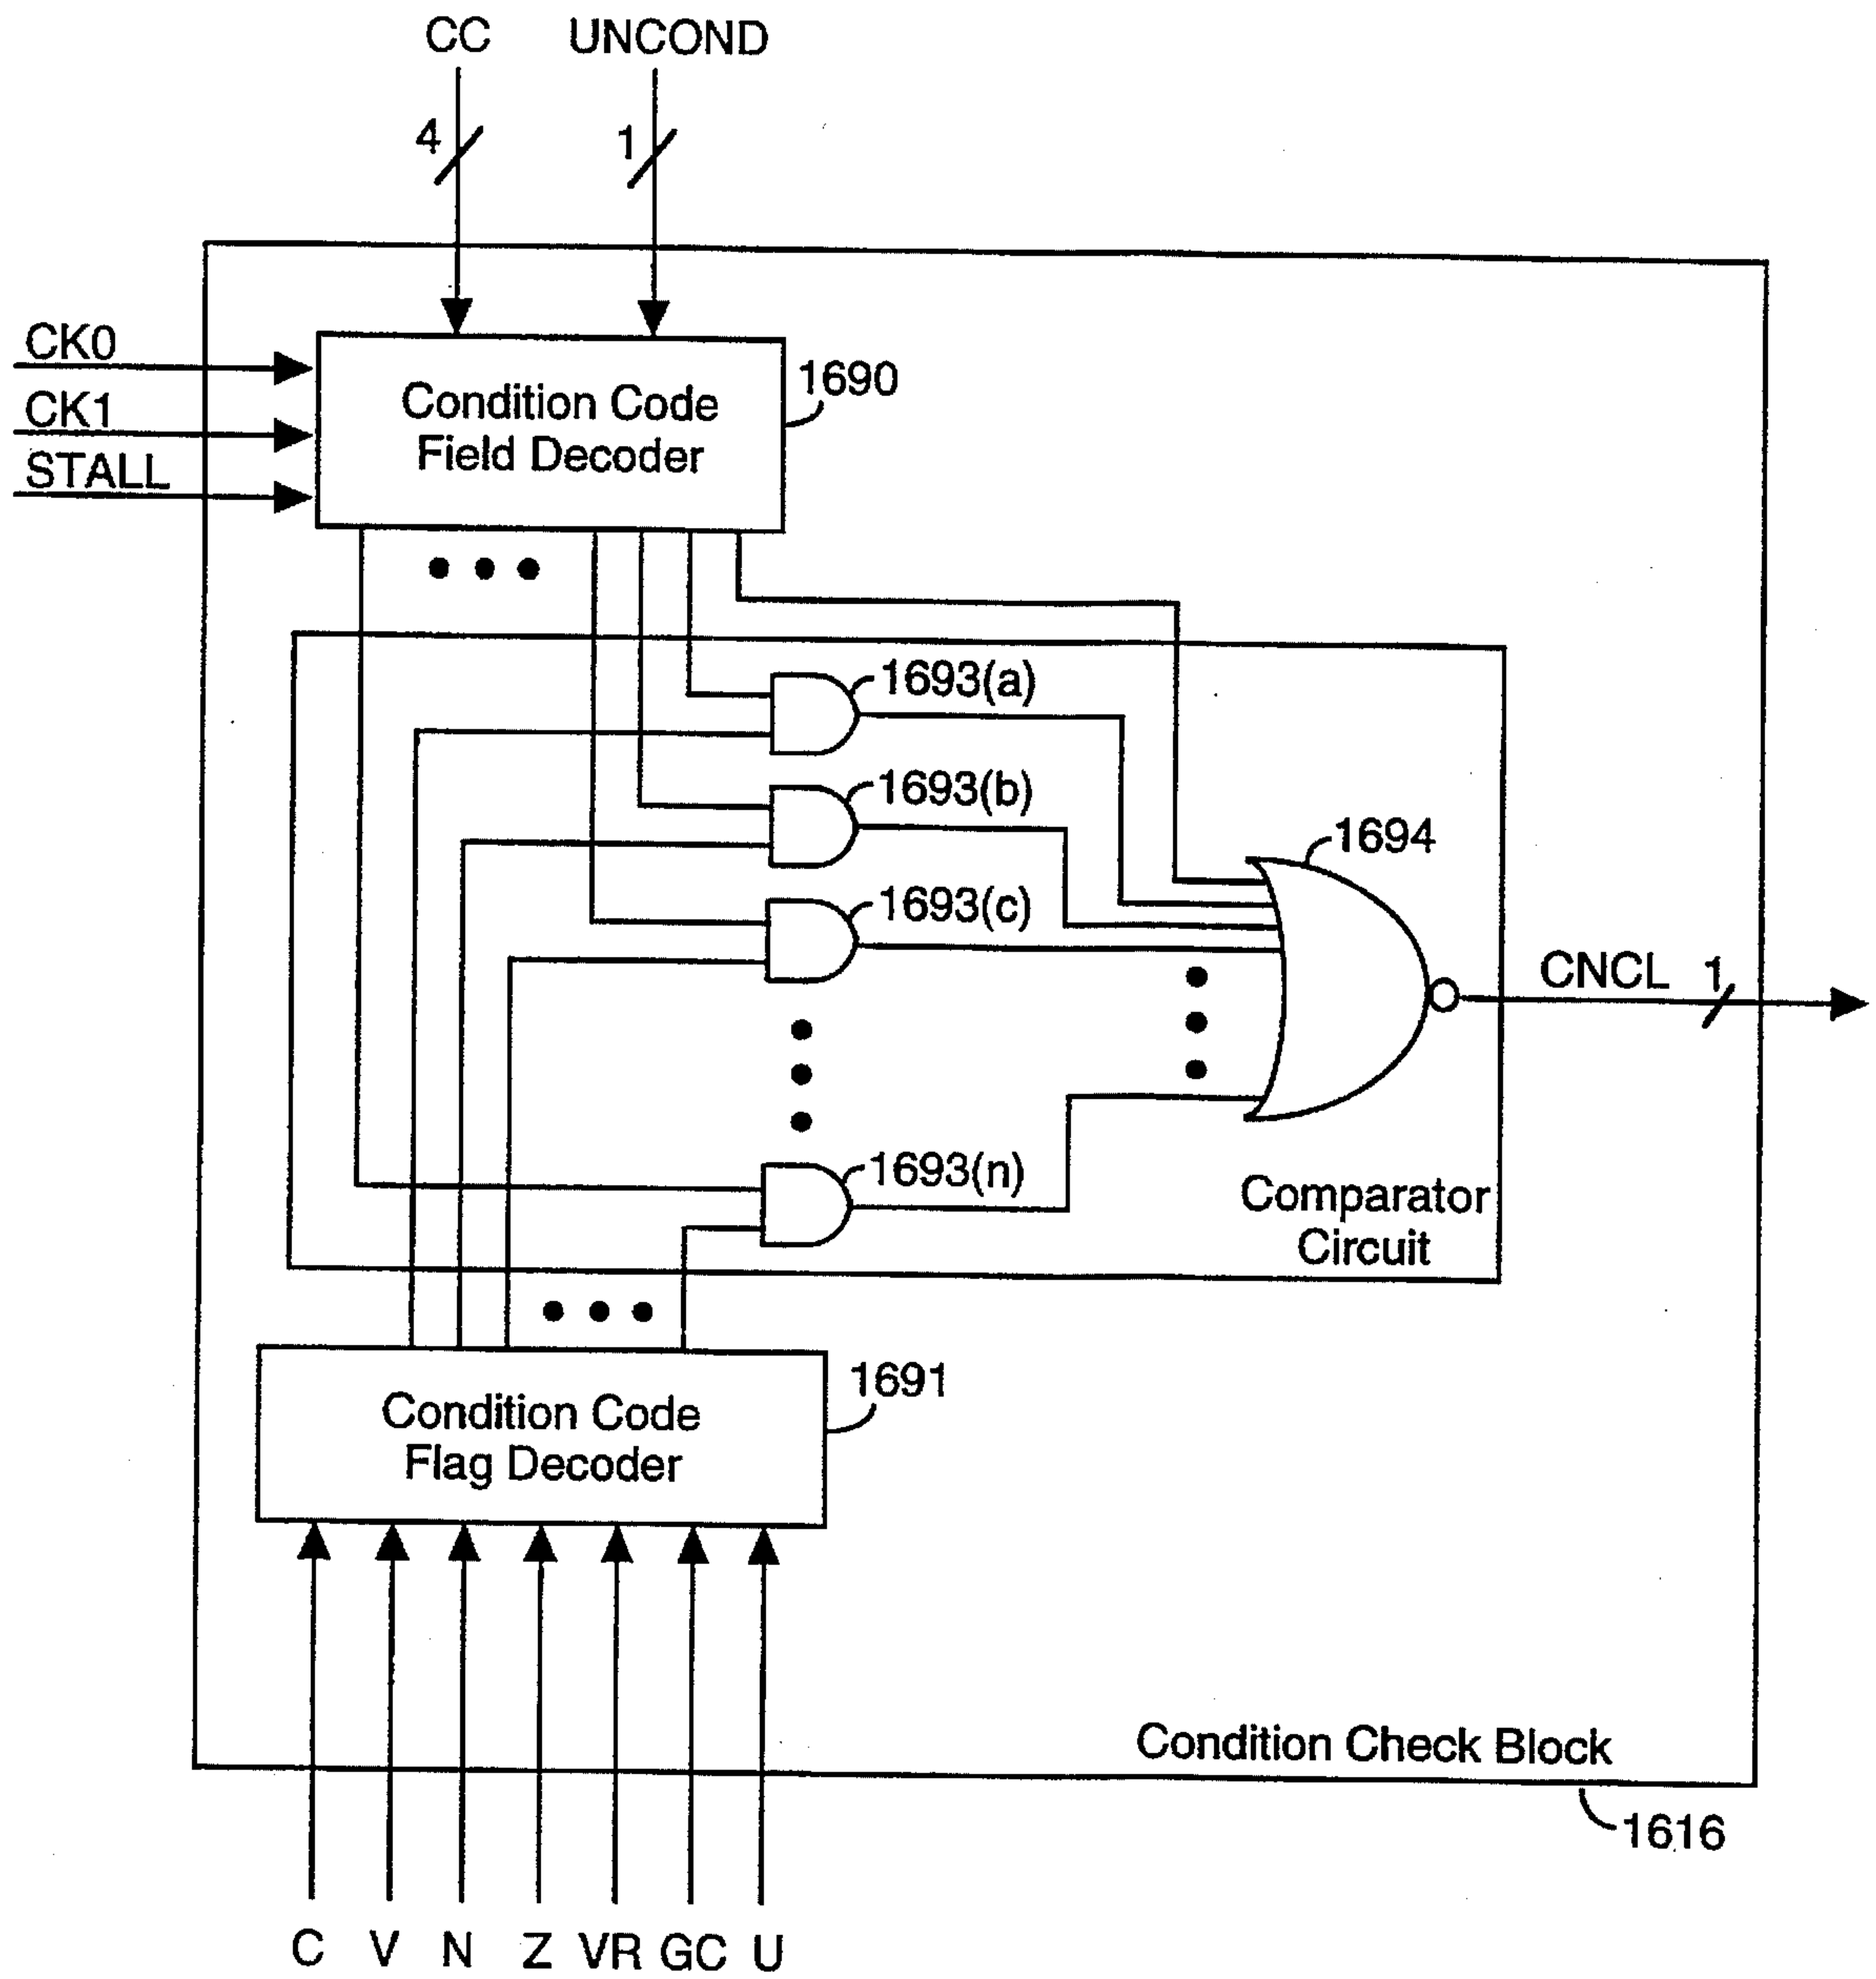 CC UNCOND
4 1
CK0
CK1
STALL
Condition Code
Field Decoder
1690
1693(a)
1693(b)
1693(c)
1694
CNCL 1
1693(n)
Comparator
Circuit
Condition Code
Flag Decoder
1691
Condition Check Block
1616
C V N Z VR GC U